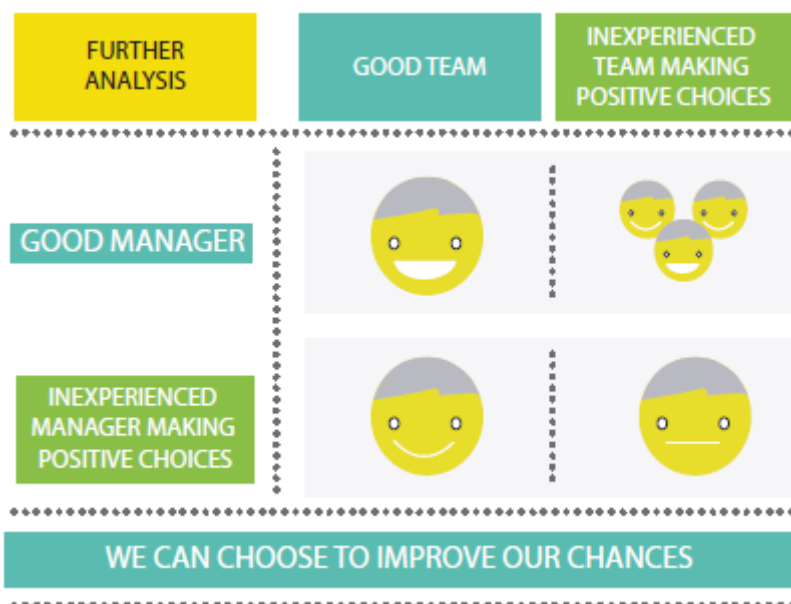 FURTHER
ANALYSIS
GOOD TEAM
INEXPERIENCED
TEAM MAKING
POSITIVE CHOICES
GOOD MANAGER
INEXPERIENCED
MANAGER MAKING
POSITIVE CHOICES
WE CAN CHOOSE TO IMPROVE OUR CHANCES